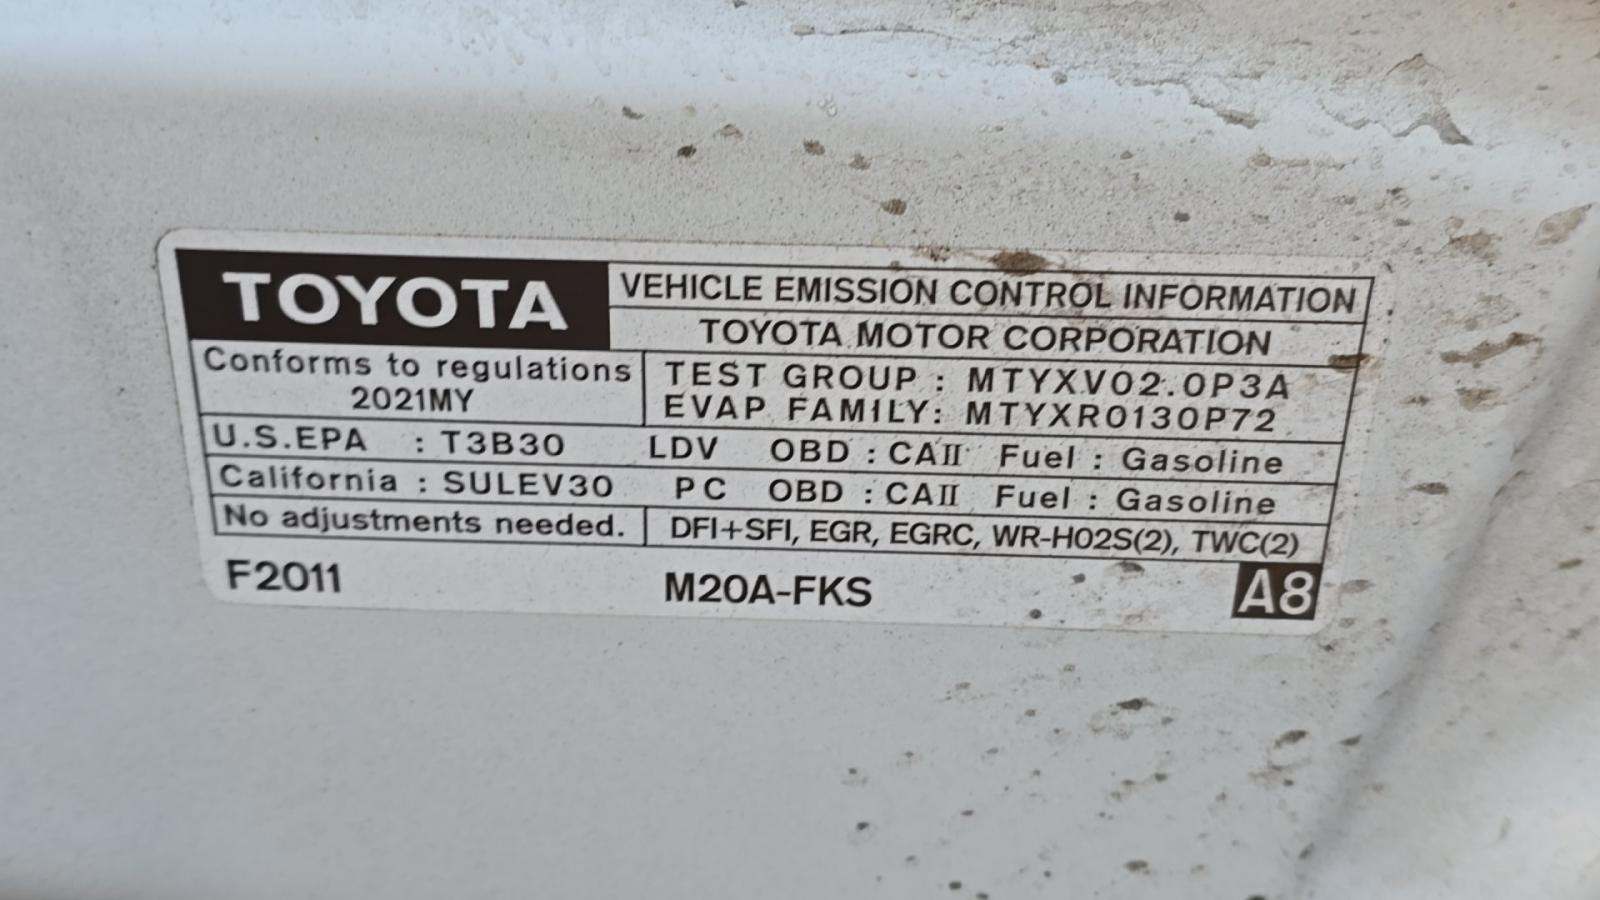 TOYOTA
VEHICLE EMISSION CONTROL INFORMATION
TOYOTA MOTOR CORPORATION
Conforms to regulations
2021MY
TEST GROUP : MTYXV02.0P3A
EVAP FAMILY: MTYXR0130P72
U.S.EPA : T3B30 LDV OBD : CAII Fuel : Gasoline
California : SULEV30 PC OBD : CAII Fuel : Gasoline
No adjustments needed. DFI+SFI, EGR, EGRC, WR-HO2S(2), TWC(2)
F2011 M20A-FKS A8